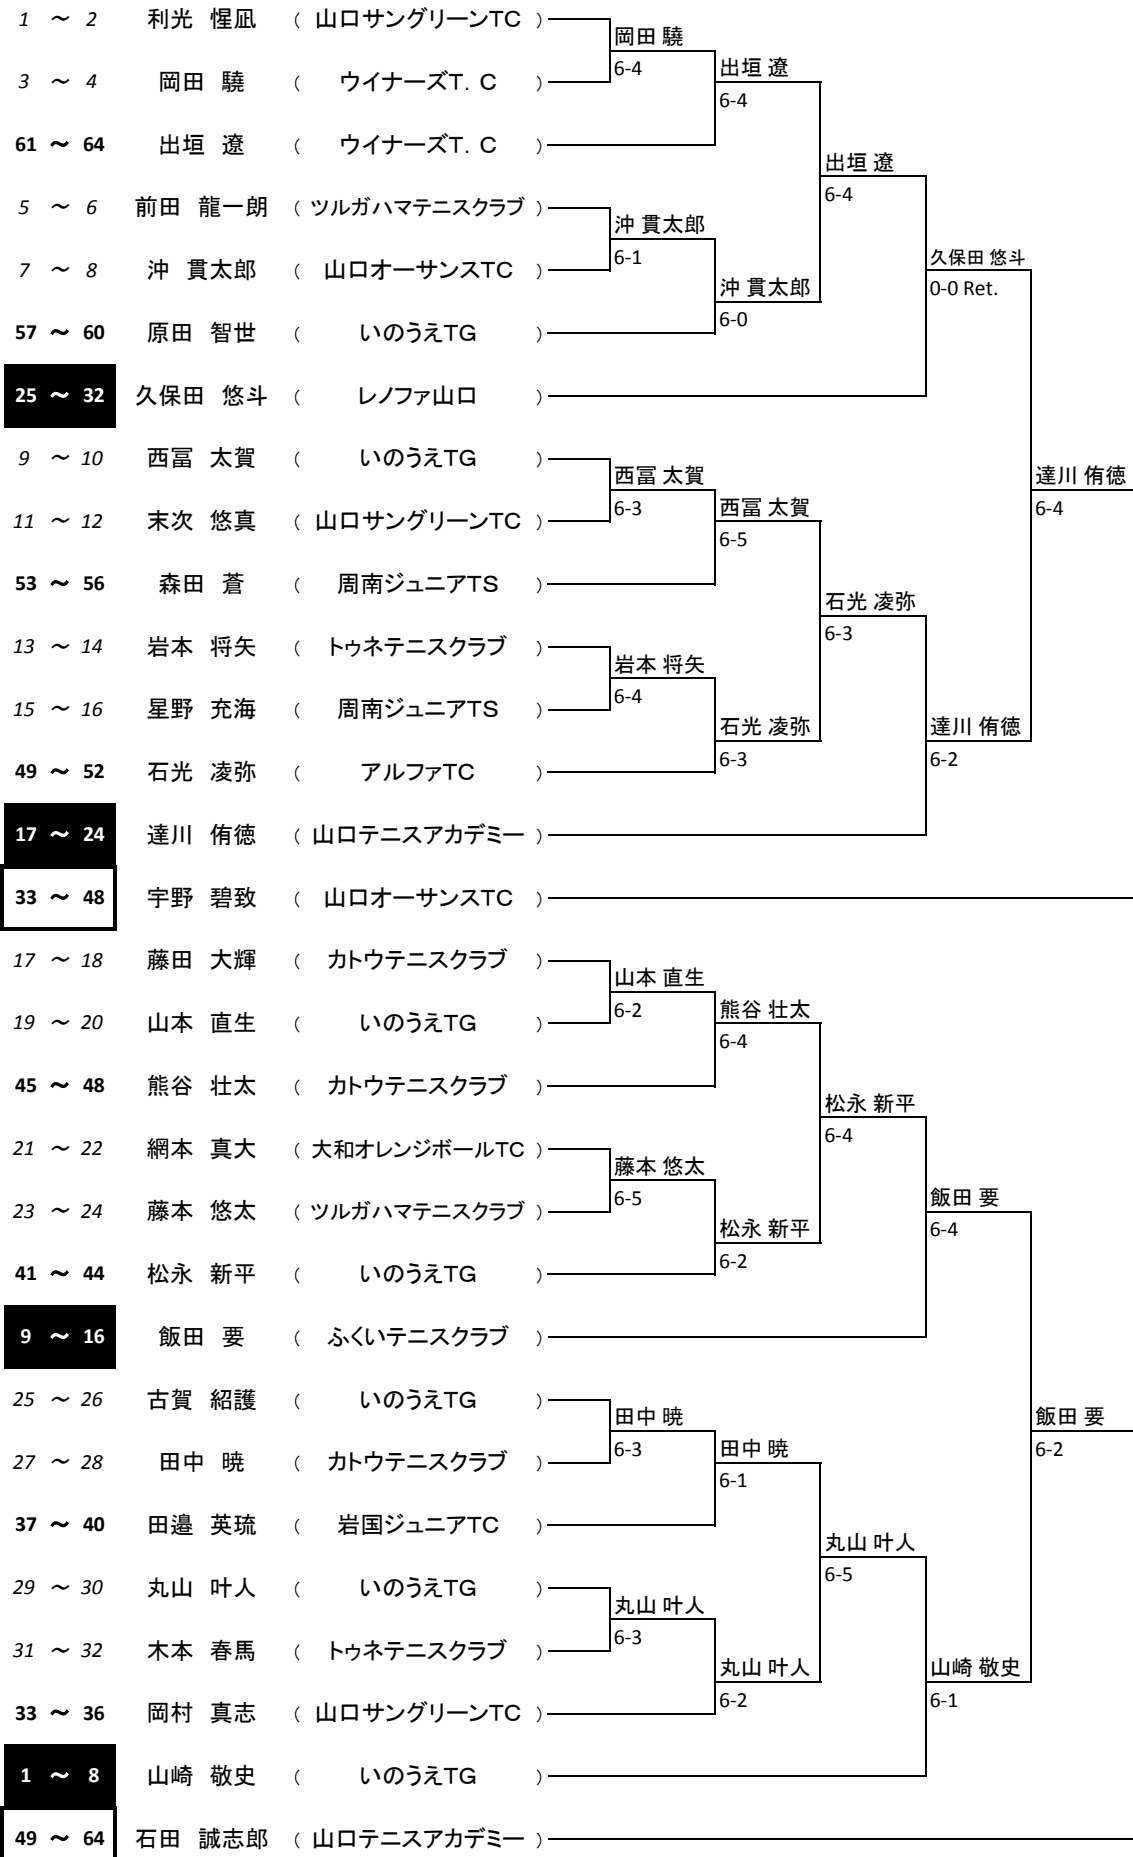 1 ～ 2 利光 惺凪 ( 山口サングリーンTC )
岡田 驍
3 ～ 4 岡田 驍 ( ウイナーズT. C )
6-4
出垣 遼
6-4
61 ～ 64 出垣 遼 ( ウイナーズT. C )
出垣 遼
6-4
5 ～ 6 前田 龍一朗 ( ツルガハマテニスクラブ )
沖 貫太郎
6-1
7 ～ 8 沖 貫太郎 ( 山口オーサンスTC )
久保田 悠斗
0-0 Ret.
沖 貫太郎
6-0
57 ～ 60 原田 智世 ( いのうえTG )
25 ～ 32 久保田 悠斗 ( レノファ山口 )
9 ～ 10 西冨 太賀 ( いのうえTG )
西冨 太賀
6-3
達川 侑徳
6-4
11 ～ 12 末次 悠真 ( 山口サングリーンTC )
西冨 太賀
6-5
53 ～ 56 森田 蒼 ( 周南ジュニアTS )
石光 凌弥
6-3
13 ～ 14 岩本 将矢 ( トゥネテニスクラブ )
岩本 将矢
6-4
15 ～ 16 星野 充海 ( 周南ジュニアTS )
石光 凌弥
6-3
達川 侑徳
6-2
49 ～ 52 石光 凌弥 ( アルファTC )
17 ～ 24 達川 侑徳 ( 山口テニスアカデミー )
33 ～ 48 宇野 碧致 ( 山口オーサンスTC )
17 ～ 18 藤田 大輝 ( カトウテニスクラブ )
山本 直生
6-2
19 ～ 20 山本 直生 ( いのうえTG )
熊谷 壮太
6-4
45 ～ 48 熊谷 壮太 ( カトウテニスクラブ )
松永 新平
6-4
21 ～ 22 網本 真大 ( 大和オレンジボールTC )
藤本 悠太
6-5
23 ～ 24 藤本 悠太 ( ツルガハマテニスクラブ )
飯田 要
6-4
松永 新平
6-2
41 ～ 44 松永 新平 ( いのうえTG )
9 ～ 16 飯田 要 ( ふくいテニスクラブ )
25 ～ 26 古賀 紹護 ( いのうえTG )
田中 暁
6-3
飯田 要
6-2
27 ～ 28 田中 暁 ( カトウテニスクラブ )
田中 暁
6-1
37 ～ 40 田邉 英琉 ( 岩国ジュニアTC )
丸山 叶人
6-5
29 ～ 30 丸山 叶人 ( いのうえTG )
丸山 叶人
6-3
31 ～ 32 木本 春馬 ( トゥネテニスクラブ )
丸山 叶人
6-2
山崎 敬史
6-1
33 ～ 36 岡村 真志 ( 山口サングリーンTC )
1 ～ 8 山崎 敬史 ( いのうえTG )
49 ～ 64 石田 誠志郎 ( 山口テニスアカデミー )